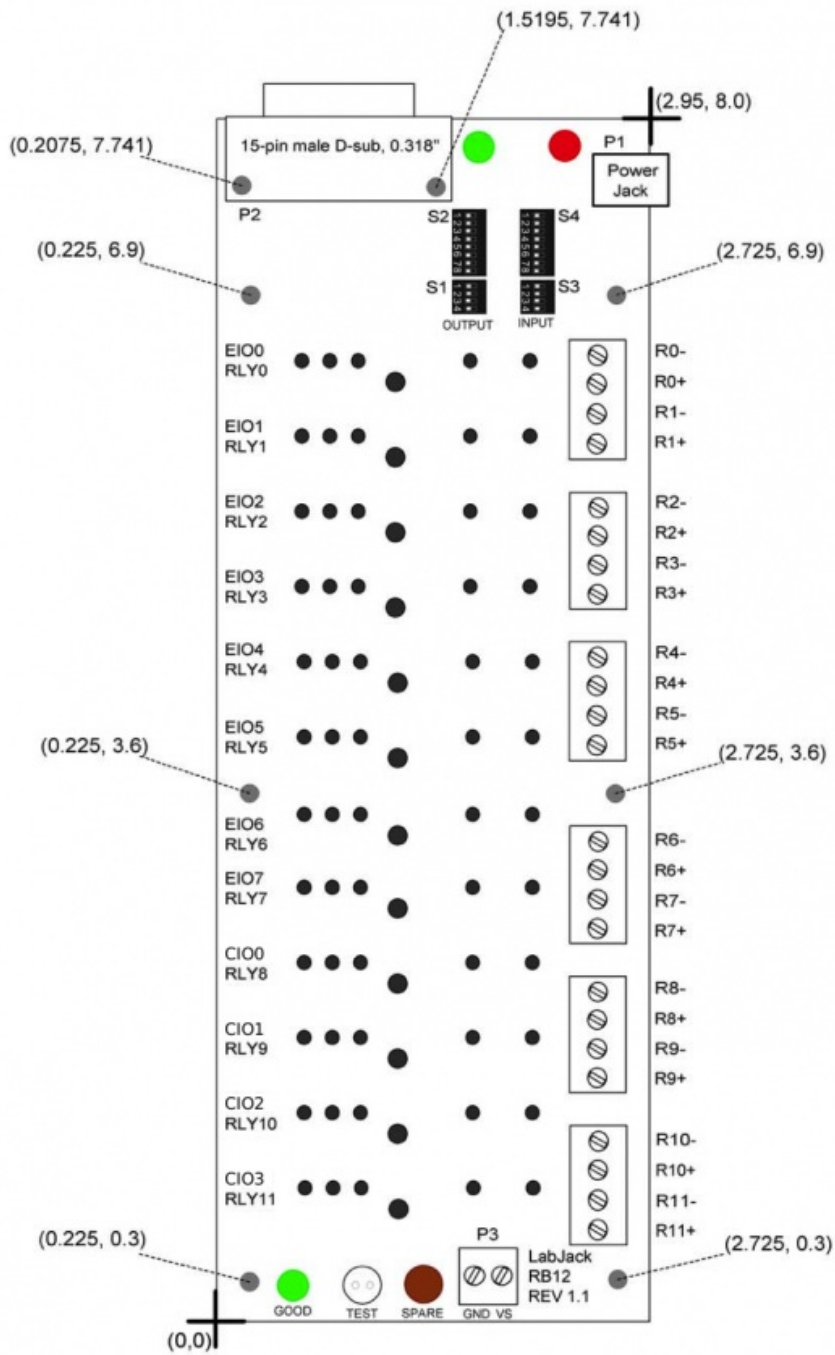 (1.5195, 7.741)
(2.95, 8.0)
(0.2075, 7.741)
15-pin male D-sub, 0.318"
P1
Power
Jack
P2
S2
12345678
12345678
S4
(0.225, 6.9)
(2.725, 6.9)
S1
1234
1234
S3
OUTPUT
INPUT
EIO0
RLY0
R0-
R0+
EIO1
RLY1
R1-
R1+
EIO2
RLY2
R2-
R2+
EIO3
RLY3
R3-
R3+
EIO4
RLY4
R4-
R4+
EIO5
RLY5
R5-
R5+
(0.225, 3.6)
(2.725, 3.6)
EIO6
RLY6
R6-
R6+
EIO7
RLY7
R7-
R7+
CIO0
RLY8
R8-
R8+
CIO1
RLY9
R9-
R9+
CIO2
RLY10
R10-
R10+
CIO3
RLY11
R11-
R11+
(0.225, 0.3)
(2.725, 0.3)
P3
LabJack
RB12
REV 1.1
GOOD
TEST
SPARE
GND VS
(0,0)